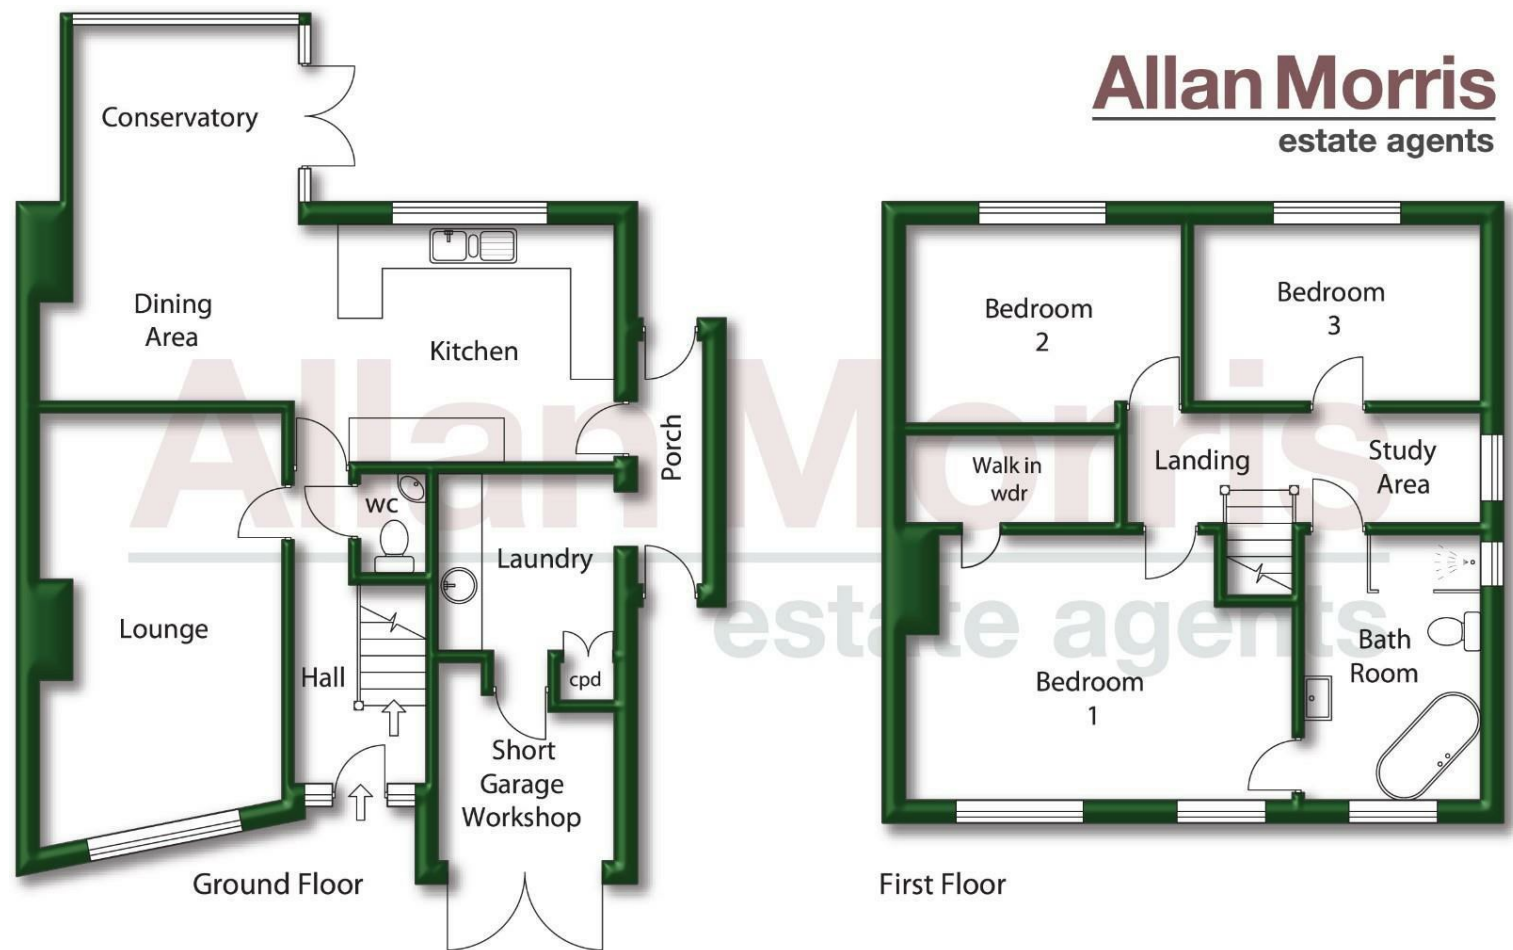 Allan Morris
estate agents
Conservatory
Dining
Area
Kitchen
Porch
wc
Laundry
Lounge
Hall
cpd
Short
Garage
Workshop
Ground Floor
Bedroom
2
Bedroom
3
Walk in
wdr
Landing
Study
Area
Bedroom
1
Bath
Room
First Floor
Allan Morris
estate agents